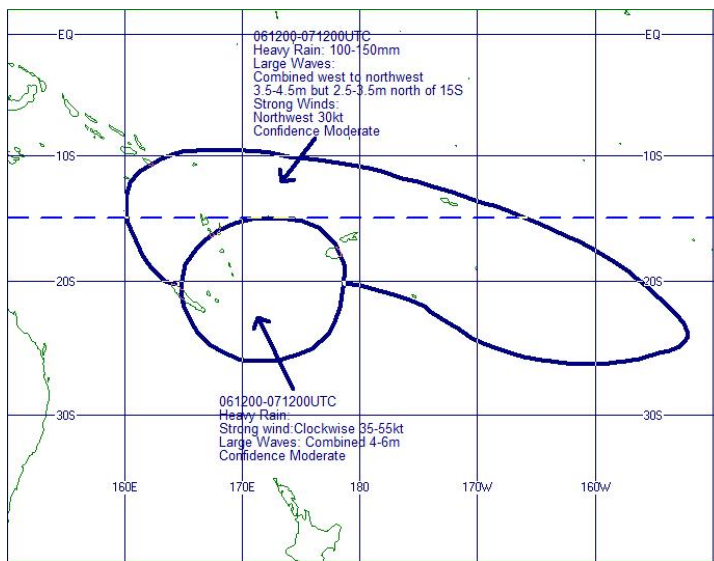 EQ EQ
061200-071200UTC
Heavy Rain: 100-150mm
Large Waves:
Combined west to northwest
3.5-4.5m but 2.5-3.5m north of 15S
Strong Winds:
Northwest 30kt
Confidence Moderate
10S 10S
20S 20S
061200-071200UTC
Heavy Rain:
Strong wind:Clockwise 35-55kt
Large Waves: Combined 4-6m
Confidence Moderate
30S 30S
160E 170E 180 170W 160W